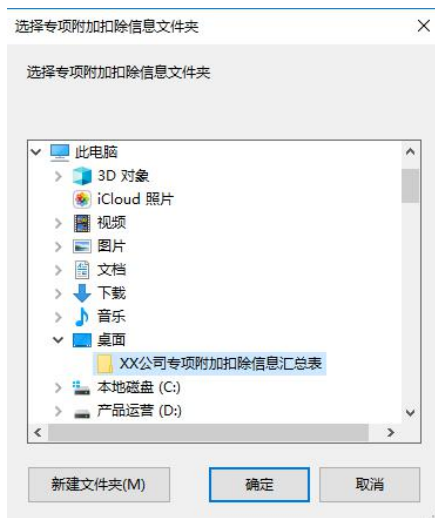 选择专项附加扣除信息文件夹
选择专项附加扣除信息文件夹
此电脑
3D 对象
iCloud 照片
视频
图片
文档
下载
音乐
桌面
XX公司专项附加扣除信息汇总表
本地磁盘 (C:)
产品运营 (D:)
新建文件夹(M) 确定 取消